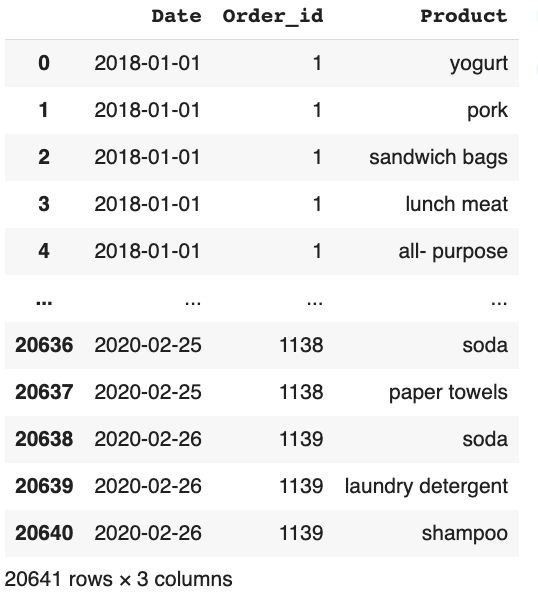 Date Order_id Product
0 2018-01-01 1 yogurt
1 2018-01-01 1 pork
2 2018-01-01 1 sandwich bags
3 2018-01-01 1 lunch meat
4 2018-01-01 1 all- purpose
... ... ... ...
20636 2020-02-25 1138 soda
20637 2020-02-25 1138 paper towels
20638 2020-02-26 1139 soda
20639 2020-02-26 1139 laundry detergent
20640 2020-02-26 1139 shampoo
20641 rows × 3 columns